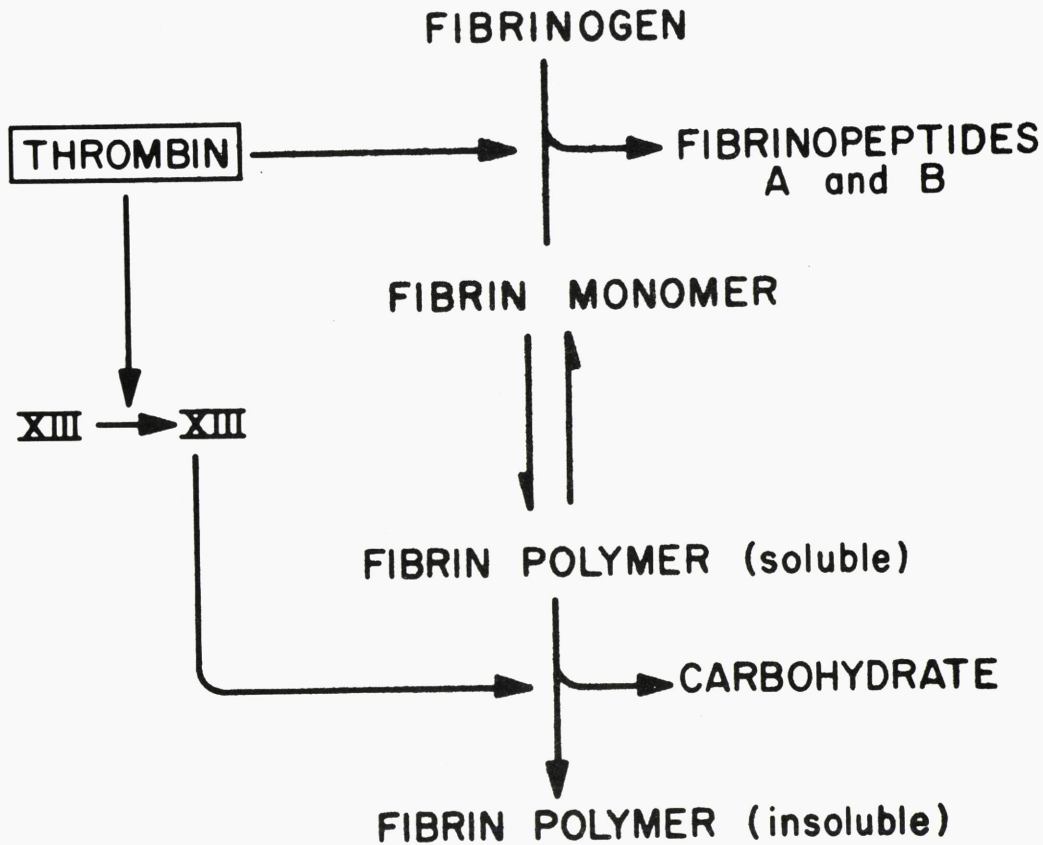 FIBRINOGEN
THROMBIN
FIBRINOPEPTIDES
A and B
FIBRIN MONOMER
XIII XIII
FIBRIN POLYMER (soluble)
CARBOHYDRATE
FIBRIN POLYMER (insoluble)